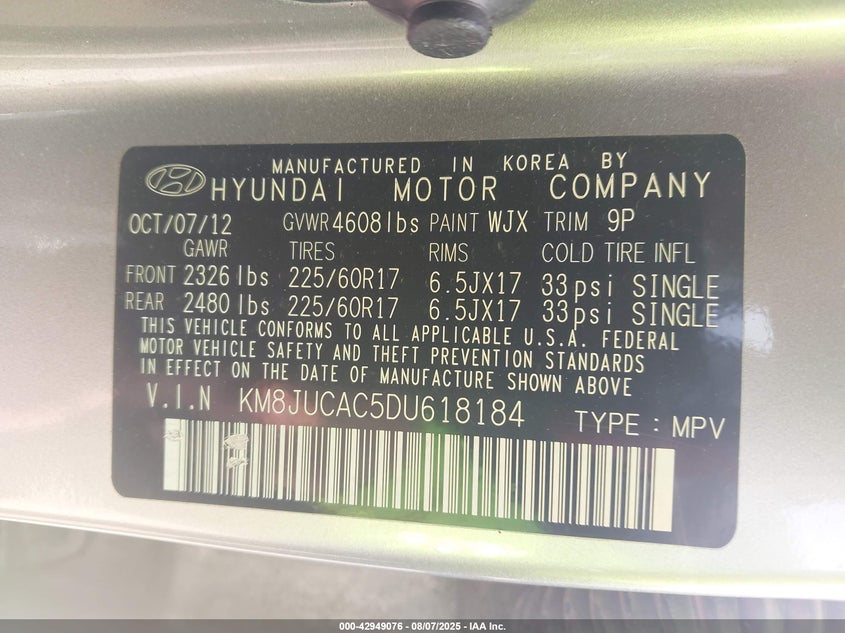 MANUFACTURED IN KOREA BY
HYUNDAI MOTOR COMPANY
OCT/07/12 GVWR 4608lbs PAINT WJX TRIM 9P
GAWR TIRES RIMS COLD TIRE INFL
FRONT 2326 lbs 225/60R17 6.5JX17 33psi SINGLE
REAR 2480 lbs 225/60R17 6.5JX17 33psi SINGLE
THIS VEHICLE CONFORMS TO ALL APPLICABLE U.S.A. FEDERAL
MOTOR VEHICLE SAFETY AND THEFT PREVENTION STANDARDS
IN EFFECT ON THE DATE OF MANUFACTURE SHOWN ABOVE
V.I.N KM8JUCAC5DU618184 TYPE : MPV
000-42949076 - 08/07/2025 - IAA Inc.